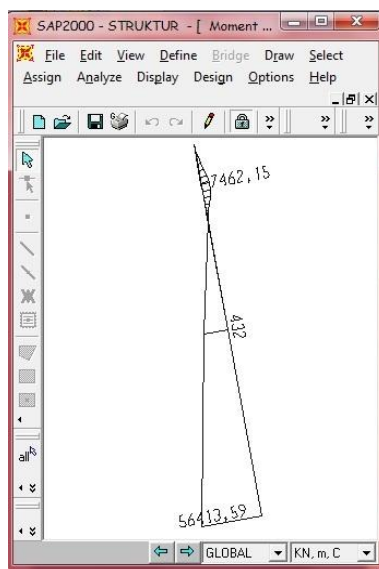 SAP2000 - STRUKTUR - [ Moment ...
File Edit View Define Bridge Draw Select
Assign Analyze Display Design Options Help
7462,15
432
56413,59
all
GLOBAL KN, m, C